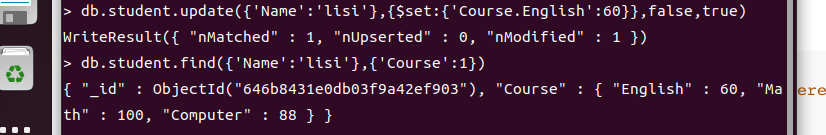 > db.student.update({'Name':'lisi'},{$set:{'Course.English':60}},false,true)
WriteResult({ "nMatched" : 1, "nUpserted" : 0, "nModified" : 1 })
> db.student.find({'Name':'lisi'},{'Course':1})
{ "_id" : ObjectId("646b8431e0db03f9a42ef903"), "Course" : { "English" : 60, "Ma
th" : 100, "Computer" : 88 } }
ere